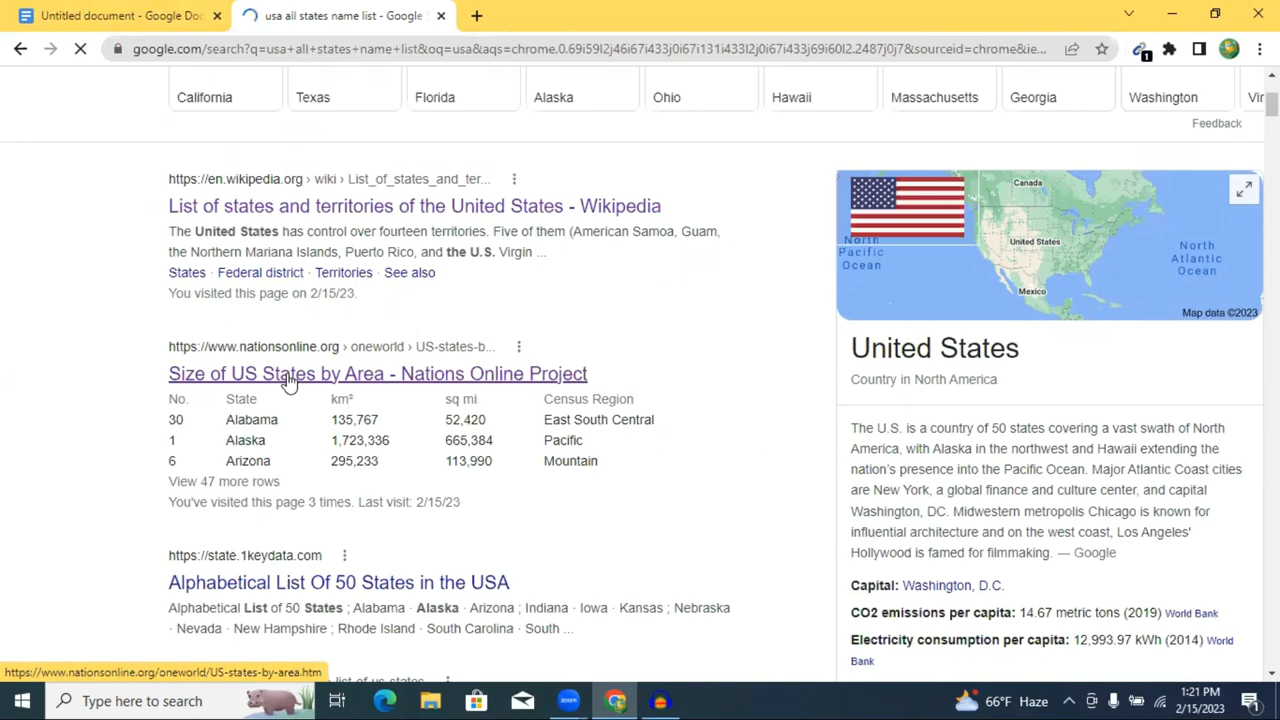 Untitled document - Google Doc
usa all states name list - Google S
google.com/search?q=usa+all+states+name+list&oq=usa&aqs=chrome.0.69i59l2j46i67i433j0i67i131i433l2j0i67i433j69i60l2.2487j0j7&sourceid=chrome&ie...
1
California Texas Florida Alaska Ohio Hawaii Massachusetts Georgia Washington Vir
Feedback
https://en.wikipedia.org › wiki › List_of_states_and_ter...
List of states and territories of the United States - Wikipedia
The United States has control over fourteen territories. Five of them (American Samoa, Guam,
the Northern Mariana Islands, Puerto Rico, and the U.S. Virgin ...
States · Federal district · Territories · See also
You visited this page on 2/15/23.
https://www.nationsonline.org › oneworld › US-states-b...
Size of US States by Area - Nations Online Project
No. State km² sq mi Census Region
30 Alabama 135,767 52,420 East South Central
1 Alaska 1,723,336 665,384 Pacific
6 Arizona 295,233 113,990 Mountain
View 47 more rows
You've visited this page 3 times. Last visit: 2/15/23
https://state.1keydata.com
Alphabetical List Of 50 States in the USA
Alphabetical List of 50 States ; Alabama · Alaska · Arizona ; Indiana · Iowa · Kansas ; Nebraska
· Nevada · New Hampshire ; Rhode Island · South Carolina · South ...
Canada
United States
Mexico
North
Pacific
Ocean
North
Atlantic
Ocean
Map data ©2023
United States
Country in North America
The U.S. is a country of 50 states covering a vast swath of North
America, with Alaska in the northwest and Hawaii extending the
nation's presence into the Pacific Ocean. Major Atlantic Coast cities
are New York, a global finance and culture center, and capital
Washington, DC. Midwestern metropolis Chicago is known for
influential architecture and on the west coast, Los Angeles'
Hollywood is famed for filmmaking. — Google
Capital: Washington, D.C.
CO2 emissions per capita: 14.67 metric tons (2019) World Bank
Electricity consumption per capita: 12,993.97 kWh (2014) World
Bank
https://www.nationsonline.org/oneworld/US-states-by-area.htm
Type here to search
zoom
66°F Haze
1:21 PM
2/15/2023
1